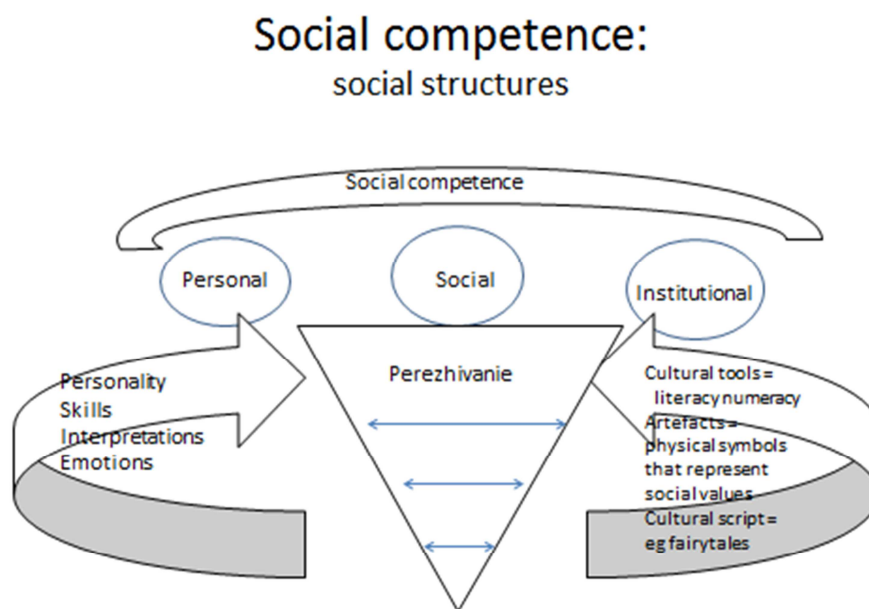 Social competence:
social structures
Social competence
Personal
Social
Institutional
Perezhivanie
Personality
Skills
Interpretations
Emotions
Cultural tools =
literacy numeracy
Artefacts =
physical symbols
that represent
social values
Cultural script =
eg fairytales